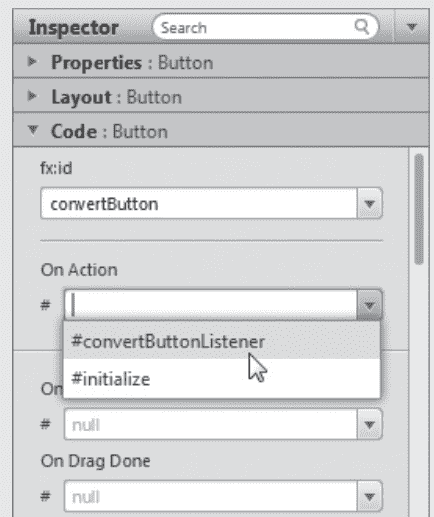 Inspector Search
Properties : Button
Layout : Button
Code : Button
fx:id
convertButton
On Action
#
#convertButtonListener
#initialize
On
# null
On Drag Done
# null